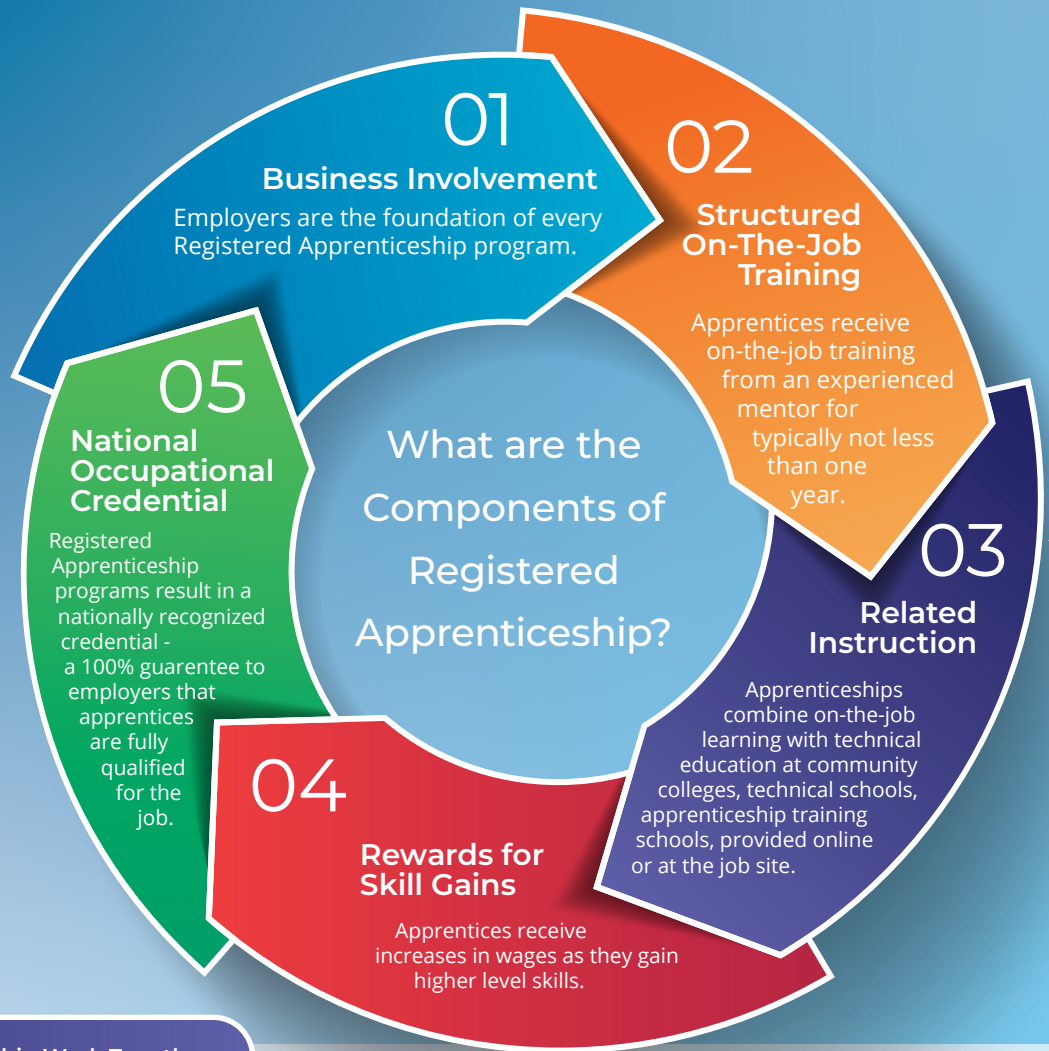 01
Business Involvement
Employers are the foundation of every
Registered Apprenticeship program.
02
Structured
On-The-Job
Training
Apprentices receive
on-the-job training
from an experienced
mentor for
typically not less
than one
year.
03
Related
Instruction
Apprenticeships
combine on-the-job
learning with technical
education at community
colleges, technical schools,
apprenticeship training
schools, provided online
or at the job site.
04
Rewards for
Skill Gains
Apprentices receive
increases in wages as they gain
higher level skills.
05
National
Occupational
Credential
Registered
Apprenticeship
programs result in a
nationally recognized
credential -
a 100% guarentee to
employers that
apprentices
are fully
qualified
for the
job.
What are the
Components of
Registered
Apprenticeship?